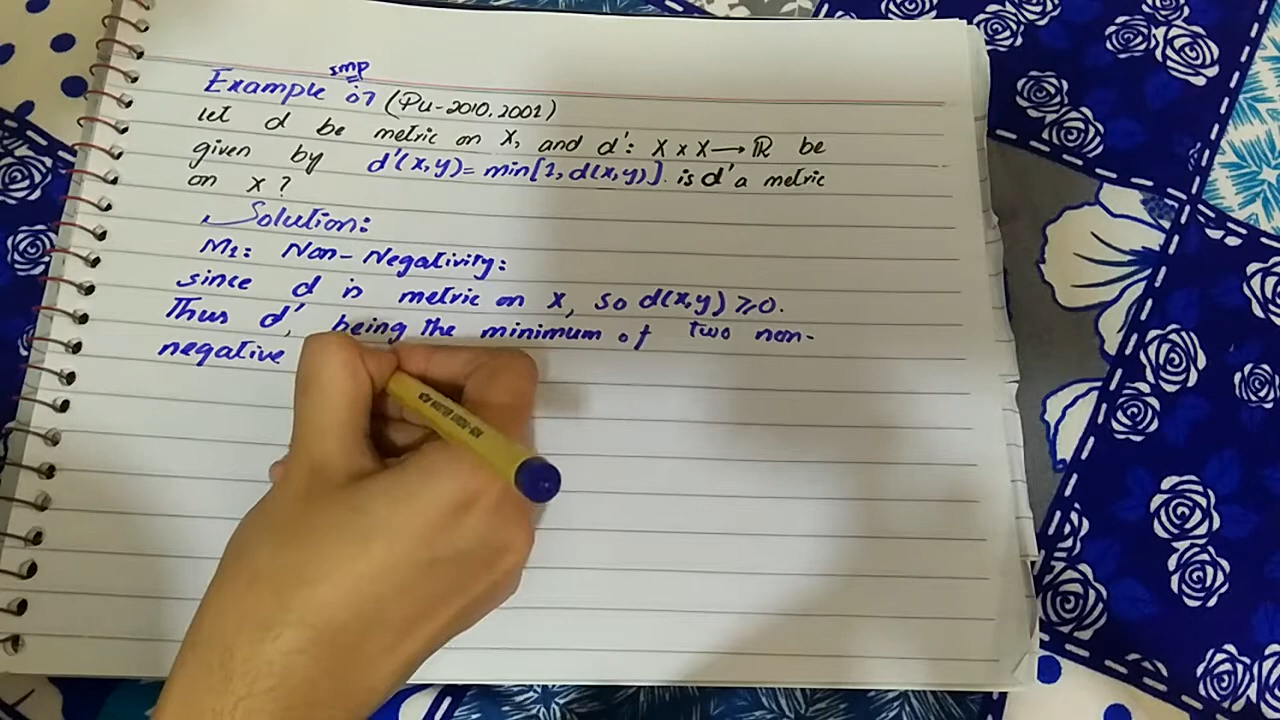 smp
Example 07 (Pu-2010, 2001)
let d be metric on X, and d': X x X → R be
given by d'(x,y) = min[1, d(x,y)]. is d' a metric
on X ?
Solution:
M1: Non-Negativity:
since d is metric on X, so d(x,y) ≥ 0.
Thus d', being the minimum of two non-
negative